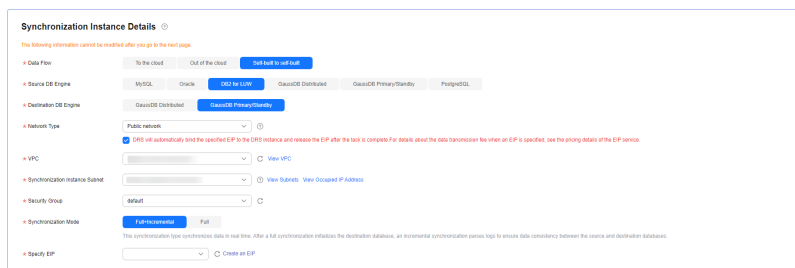 Synchronization Instance Details
The following information cannot be modified after you go to the next page.
* Data Flow To the cloud Out of the cloud Self-built to self-built
* Source DB Engine MySQL Oracle DB2 for LUW GaussDB Distributed GaussDB Primary/Standby PostgreSQL
* Destination DB Engine GaussDB Distributed GaussDB Primary/Standby
* Network Type Public network
DRS will automatically bind the specified EIP to the DRS instance and release the EIP after the task is complete.For details about the data transmission fee when an EIP is specified, see the pricing details of the EIP service.
* VPC View VPC
* Synchronization Instance Subnet View Subnets View Occupied IP Address
* Security Group default
* Synchronization Mode Full+Incremental Full
This synchronization type synchronizes data in real time. After a full synchronization initializes the destination database, an incremental synchronization parses logs to ensure data consistency between the source and destination databases.
* Specify EIP Create an EIP